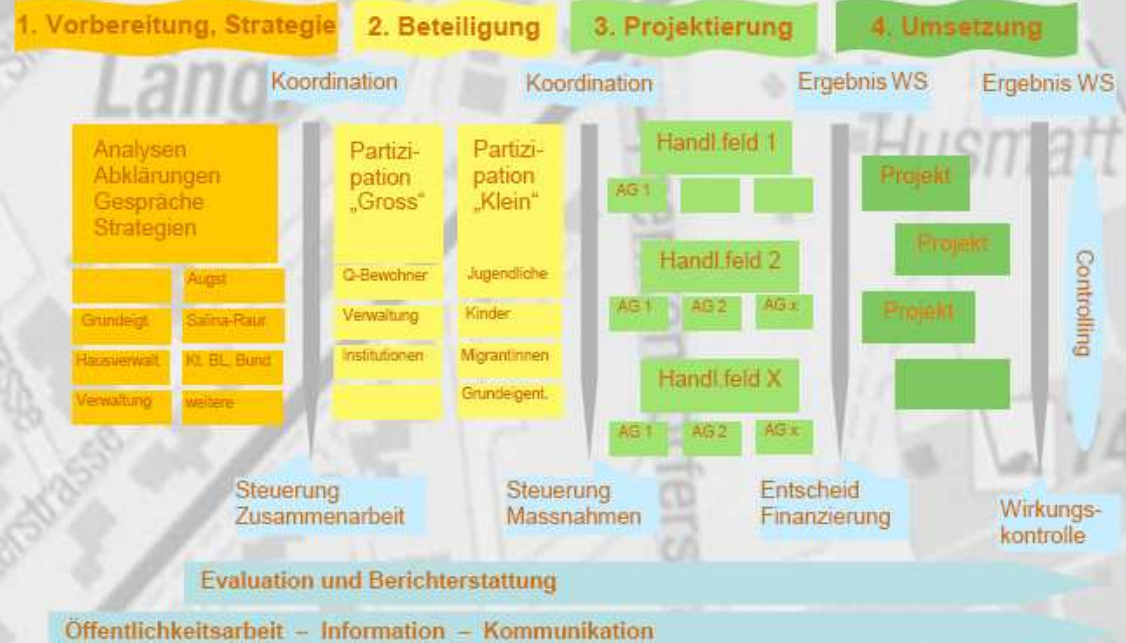 1. Vorbereitung, Strategie
2. Beteiligung
3. Projektierung
4. Umsetzung
Koordination
Koordination
Ergebnis WS
Ergebnis WS
Lang
Husmatt
Analysen
Abklärungen
Gespräche
Strategien
Augst
Grundeigt.
Salina-Raur.
Hausverwalt.
Kt. BL, Bund
Verwaltung
weitere
Partizi-
pation
„Gross“
Q-Bewohner
Verwaltung
Institutionen
Partizi-
pation
„Klein“
Jugendliche
Kinder
MigrantInnen
Grundeigent.
Handl.feld 1
AG 1
Handl.feld 2
AG 1
AG 2
AG x
Handl.feld X
AG 1
AG 2
AG x
Projekt
Projekt
Projekt
Controlling
Steuerung
Zusammenarbeit
Steuerung
Massnahmen
Entscheid
Finanzierung
Wirkungs-
kontrolle
Evaluation und Berichterstattung
Öffentlichkeitsarbeit – Information – Kommunikation